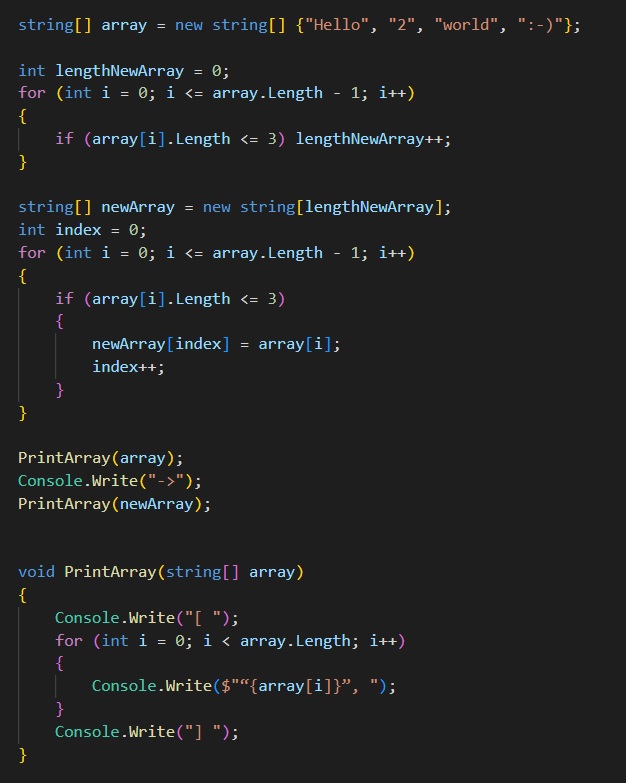 string[] array = new string[] {"Hello", "2", "world", ":-)"};
int lengthNewArray = 0;
for (int i = 0; i <= array.Length - 1; i++)
{
    if (array[i].Length <= 3) lengthNewArray++;
}
string[] newArray = new string[lengthNewArray];
int index = 0;
for (int i = 0; i <= array.Length - 1; i++)
{
    if (array[i].Length <= 3)
    {
        newArray[index] = array[i];
        index++;
    }
}
PrintArray(array);
Console.Write("->");
PrintArray(newArray);
void PrintArray(string[] array)
{
    Console.Write("[ ");
    for (int i = 0; i < array.Length; i++)
    {
        Console.Write($"“{array[i]}”, ");
    }
    Console.Write("] ");
}